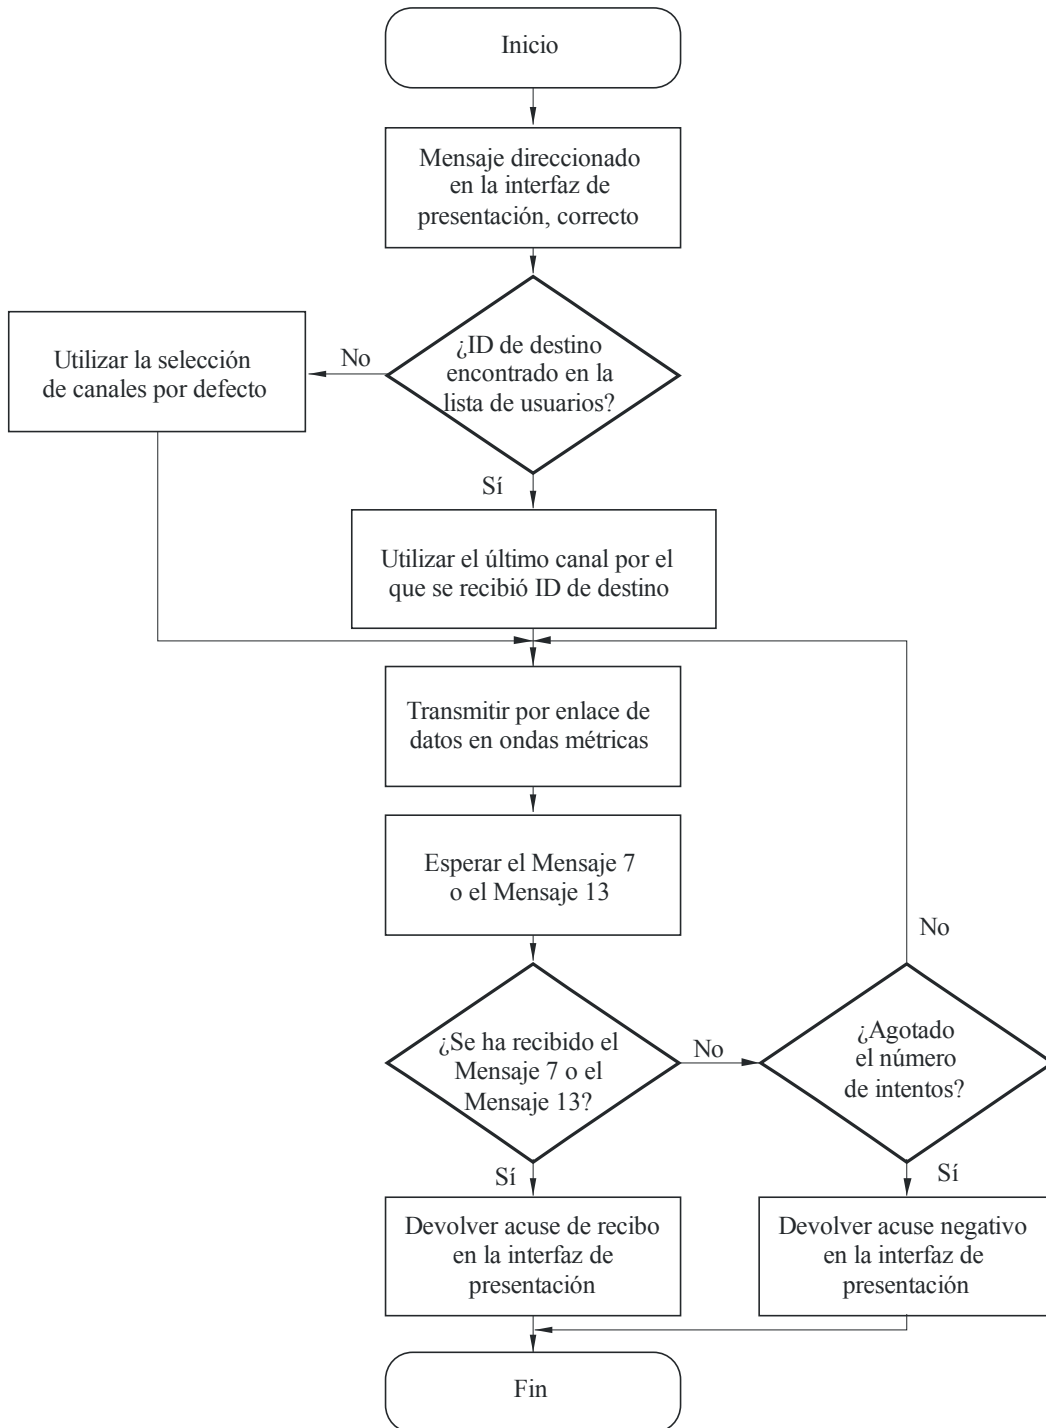 Inicio
Mensaje direccionado
en la interfaz de
presentación, correcto
¿ID de destino
encontrado en la
lista de usuarios?
No
Utilizar la selección
de canales por defecto
Sí
Utilizar el último canal por el
que se recibió ID de destino
Transmitir por enlace de
datos en ondas métricas
Esperar el Mensaje 7
o el Mensaje 13
No
¿Se ha recibido el
Mensaje 7 o el
Mensaje 13?
No
¿Agotado
el número
de intentos?
Sí
Sí
Devolver acuse de recibo
en la interfaz de
presentación
Devolver acuse negativo
en la interfaz de
presentación
Fin